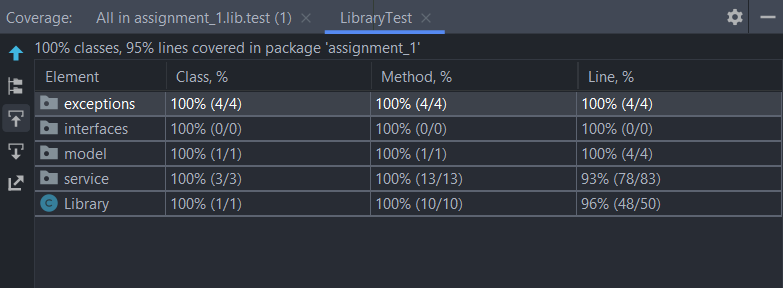 Coverage: All in assignment_1.lib.test (1) LibraryTest
100% classes, 95% lines covered in package 'assignment_1'
Element Class, % Method, % Line, %
exceptions 100% (4/4) 100% (4/4) 100% (4/4)
interfaces 100% (0/0) 100% (0/0) 100% (0/0)
model 100% (1/1) 100% (1/1) 100% (4/4)
service 100% (3/3) 100% (13/13) 93% (78/83)
C Library 100% (1/1) 100% (10/10) 96% (48/50)